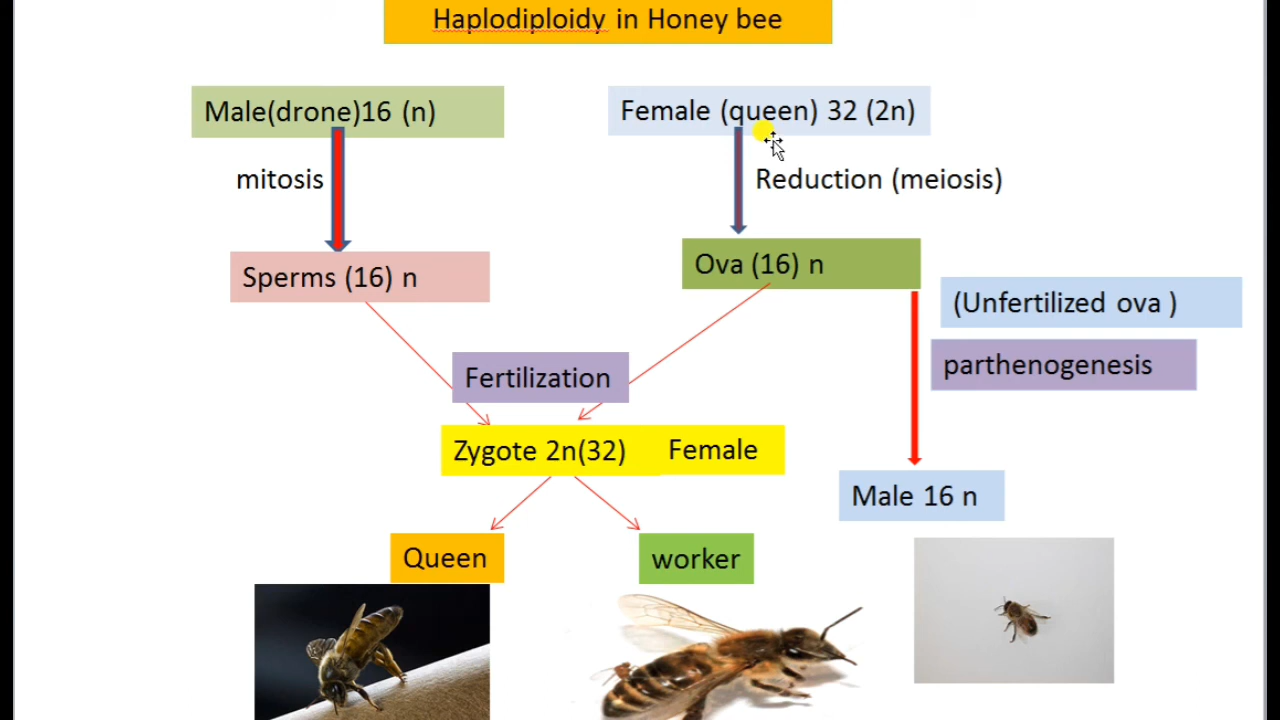 Haplodiploidy in Honey bee
Male(drone)16 (n)
Female (queen) 32 (2n)
mitosis
Reduction (meiosis)
Sperms (16) n
Ova (16) n
(Unfertilized ova )
parthenogenesis
Fertilization
Zygote 2n(32) Female
Male 16 n
Queen
worker